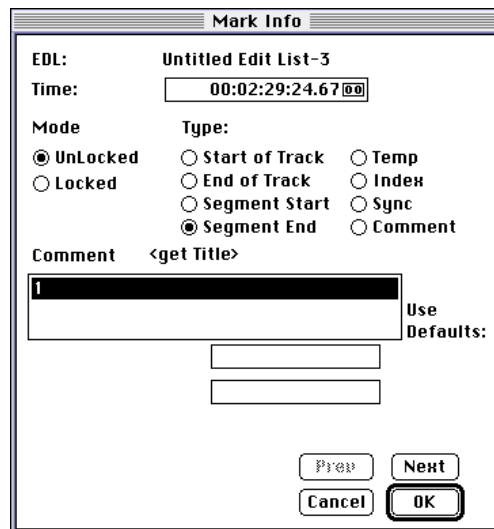 Mark Info
EDL: Untitled Edit List-3
Time: 00:02:29:24.67 00
Mode Type:
UnLocked Start of Track Temp
Locked End of Track Index
Segment Start Sync
Segment End Comment
Comment <get Title>
1
Use
Defaults:
Prev Next
Cancel OK